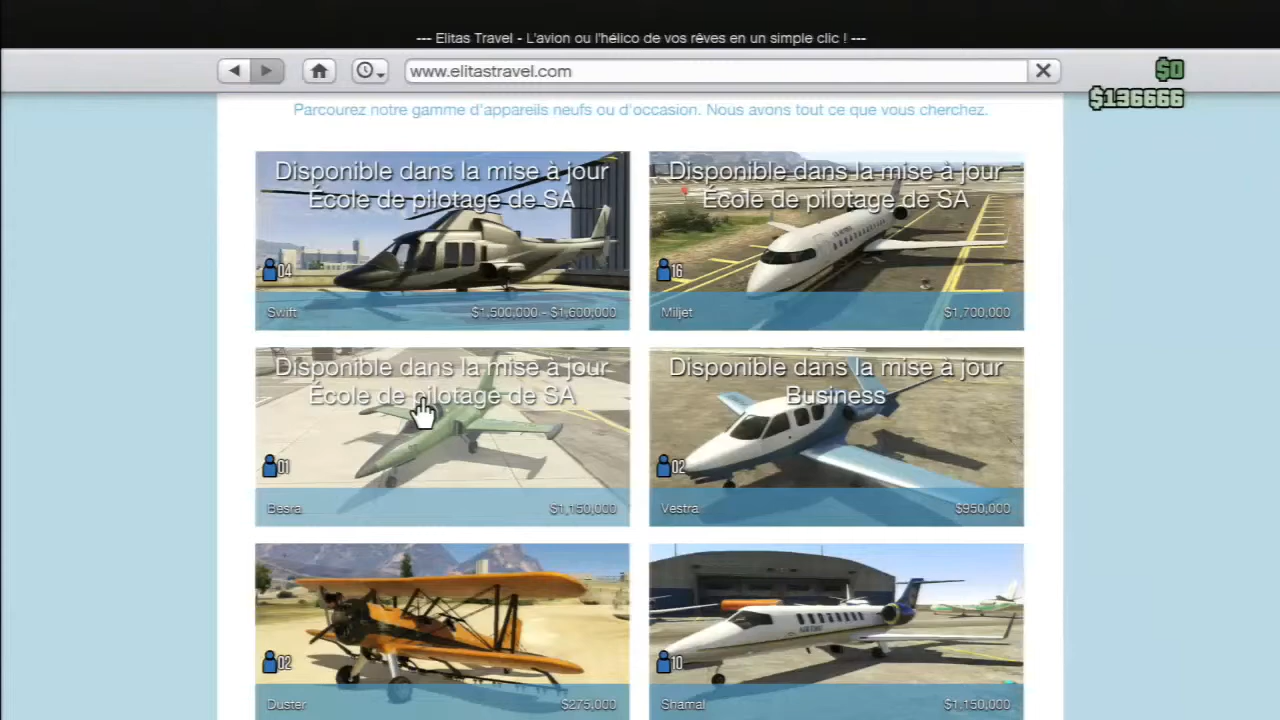 --- Elitas Travel - L'avion ou l'hélico de vos rêves en un simple clic ! ---
www.elitastravel.com
$0
$136666
Parcourez notre gamme d'appareils neufs ou d'occasion. Nous avons tout ce que vous cherchez.
Disponible dans la mise à jour
École de pilotage de SA
04
Swift $1,500,000 - $1,600,000
Disponible dans la mise à jour
École de pilotage de SA
16
Miljet $1,700,000
Disponible dans la mise à jour
École de pilotage de SA
01
Besra $1,150,000
Disponible dans la mise à jour
Business
02
Vestra $950,000
02
Duster $275,000
10
Shamal $1,150,000